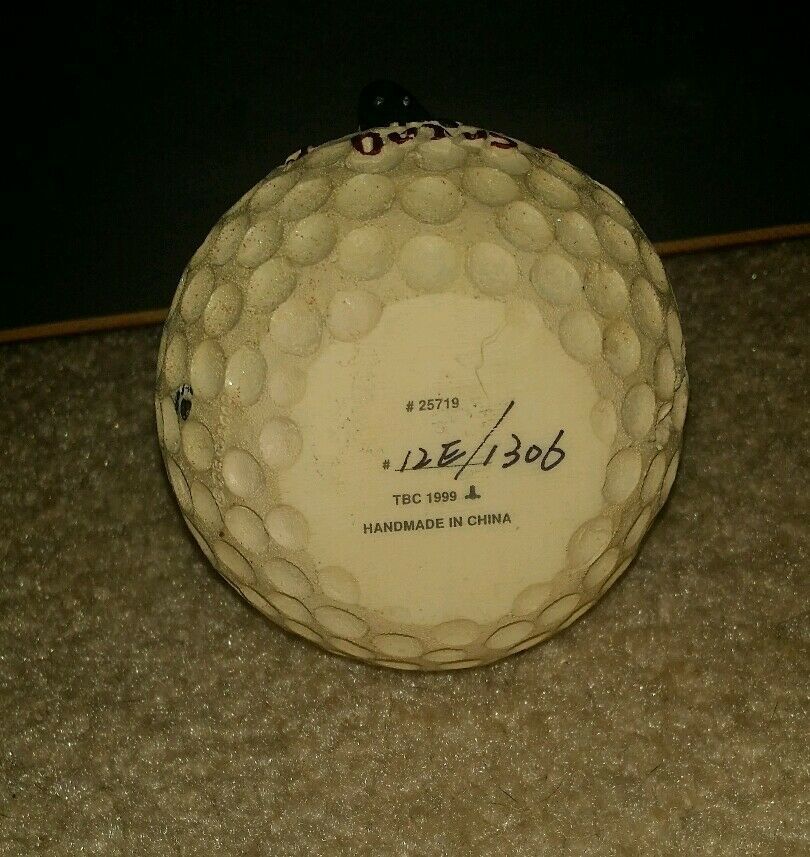 # 25719
# 12E/1306
TBC 1999
HANDMADE IN CHINA